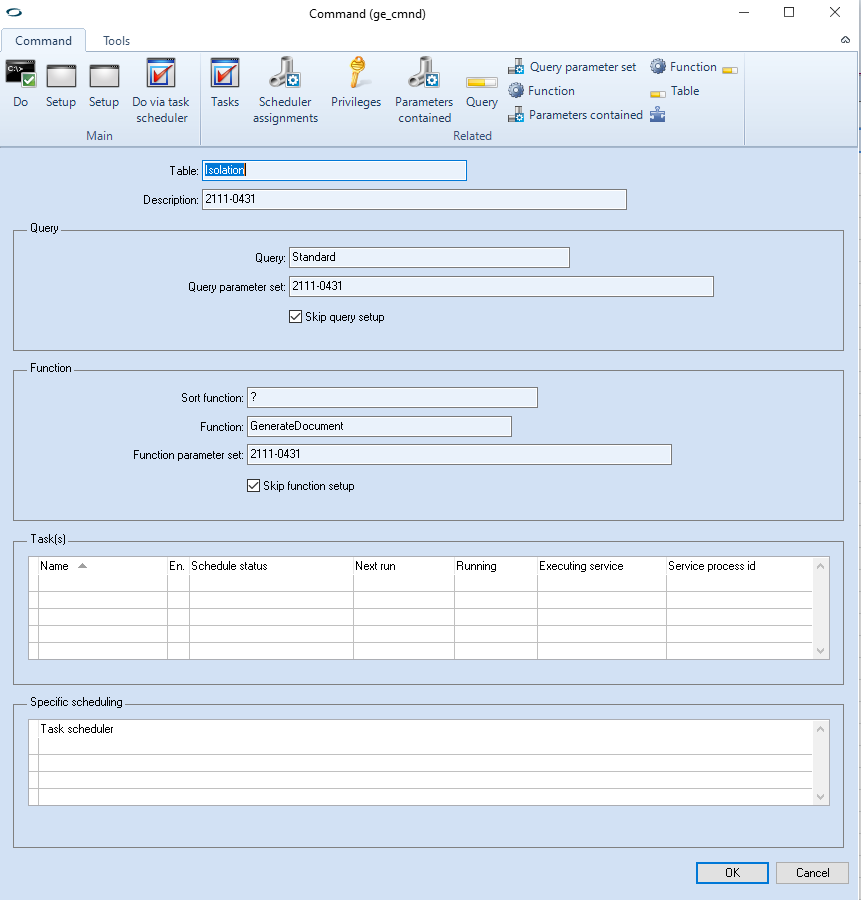 Command (ge_cmnd)
Command Tools
Do Setup Setup Do via task scheduler Tasks Scheduler assignments Privileges Parameters contained Query
Query parameter set Function
Function Table
Parameters contained
Main Related
Table: Isolation
Description: 2111-0431
Query
Query: Standard
Query parameter set: 2111-0431
Skip query setup
Function
Sort function: ?
Function: GenerateDocument
Function parameter set: 2111-0431
Skip function setup
Task(s)
Name En. Schedule status Next run Running Executing service Service process id
Specific scheduling
Task scheduler
OK Cancel